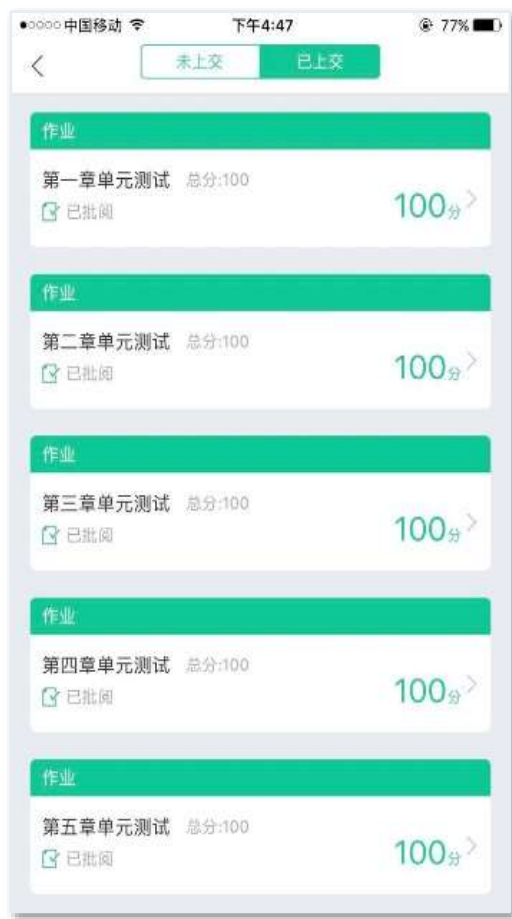 中国移动 下午4:47 77%
未上交 已上交
作业
第一章单元测试 总分:100
已批阅
100分
作业
第二章单元测试 总分:100
已批阅
100分
作业
第三章单元测试 总分:100
已批阅
100分
作业
第四章单元测试 总分:100
已批阅
100分
作业
第五章单元测试 总分:100
已批阅
100分